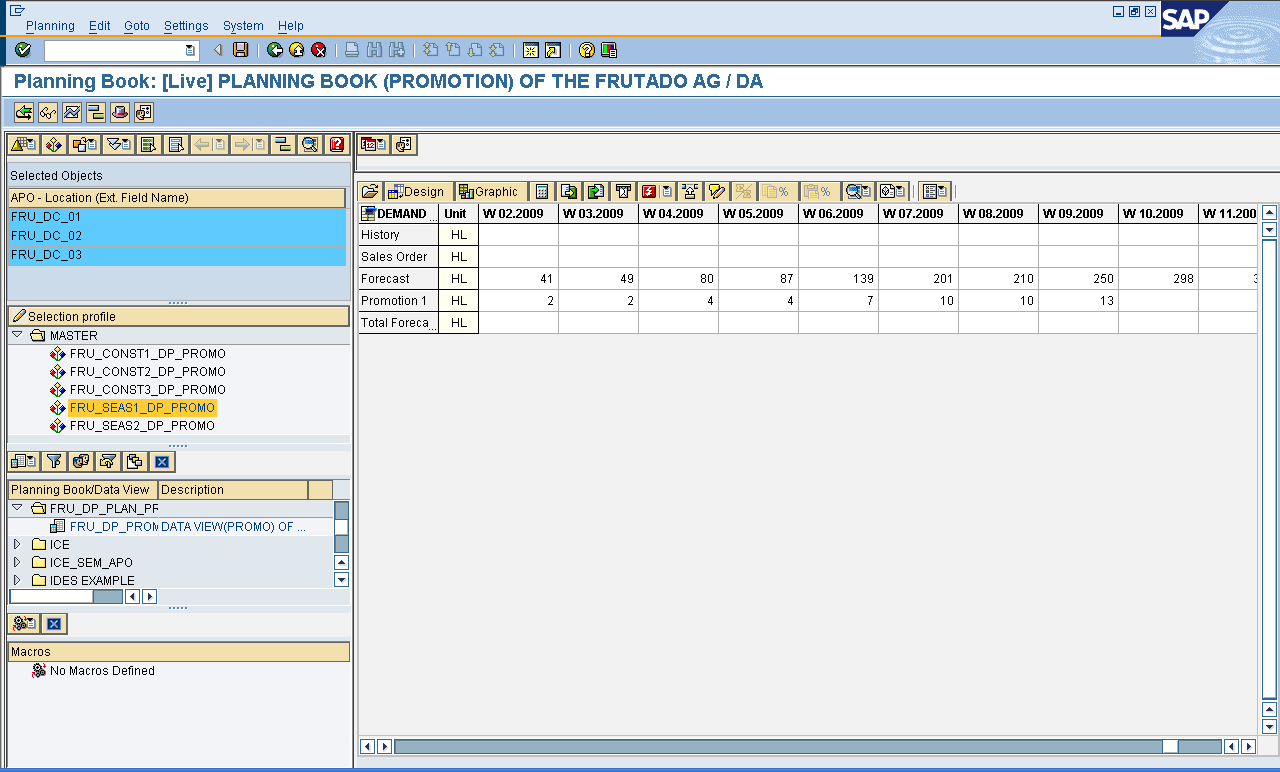 Planning Edit Goto Settings System Help
SAP
Planning Book: [Live] PLANNING BOOK (PROMOTION) OF THE FRUTADO AG / DA
Selected Objects
APO - Location (Ext. Field Name)
FRU_DC_01
FRU_DC_02
FRU_DC_03
Selection profile
MASTER
FRU_CONST1_DP_PROMO
FRU_CONST2_DP_PROMO
FRU_CONST3_DP_PROMO
FRU_SEAS1_DP_PROMO
FRU_SEAS2_DP_PROMO
Planning Book/Data View Description
FRU_DP_PLAN_PF
FRU_DP_PROM DATA VIEW(PROMO) OF ...
ICE
ICE_SEM_APO
IDES EXAMPLE
Macros
No Macros Defined
Design Graphic % %
DEMAND ... Unit W 02.2009 W 03.2009 W 04.2009 W 05.2009 W 06.2009 W 07.2009 W 08.2009 W 09.2009 W 10.2009 W 11.200
History HL
Sales Order HL
Forecast HL 41 49 80 87 139 201 210 250 298 3
Promotion 1 HL 2 2 4 4 7 10 10 13
Total Foreca... HL